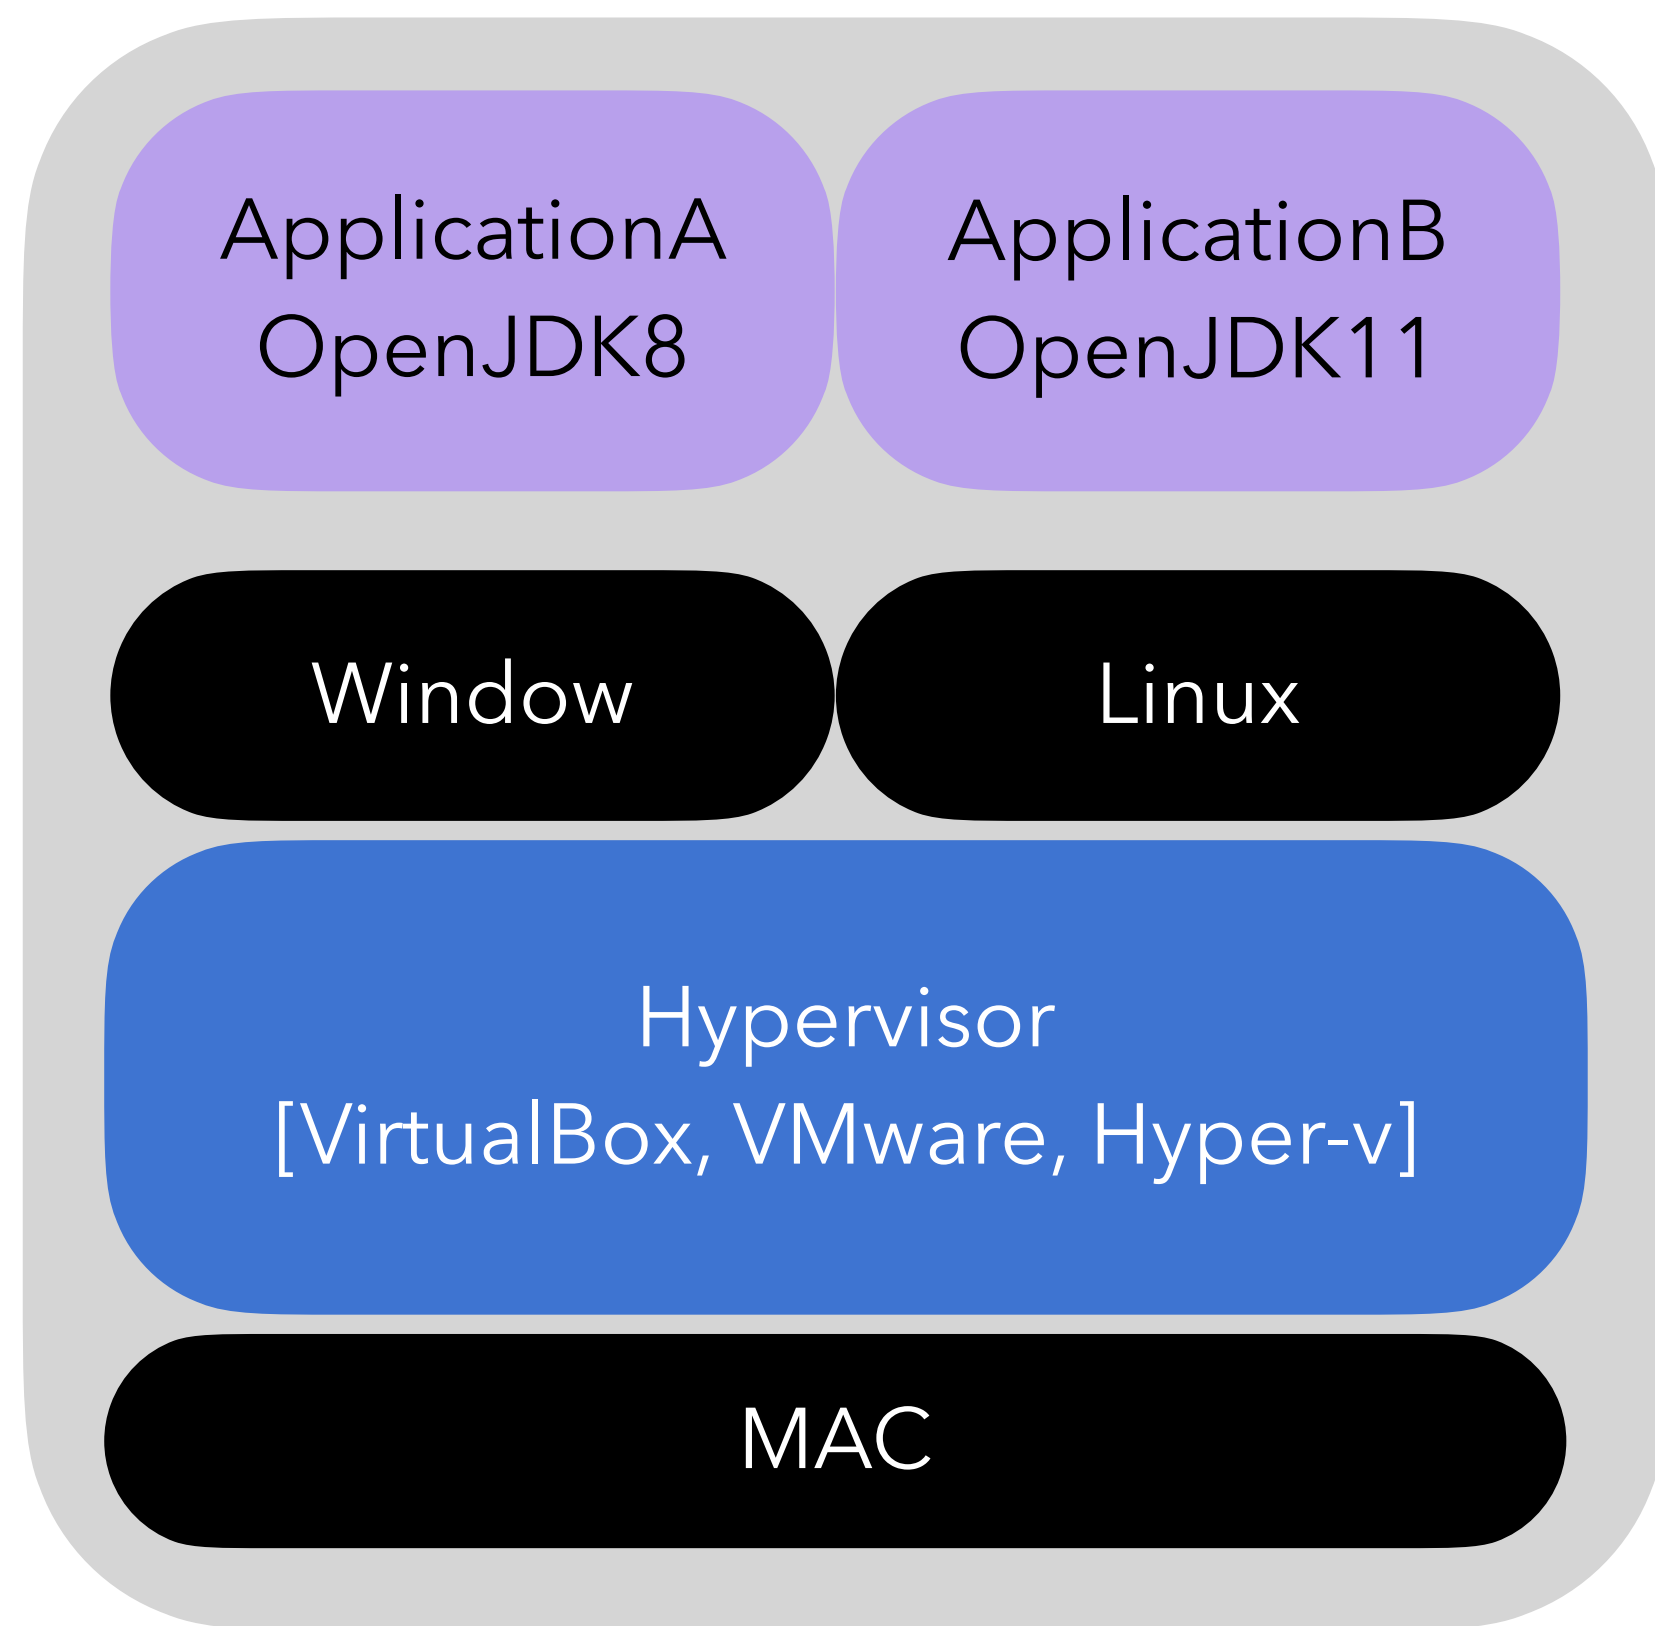 ApplicationA
OpenJDK8
ApplicationB
OpenJDK11
Window
Linux
Hypervisor
[VirtualBox, VMware, Hyper-v]
MAC